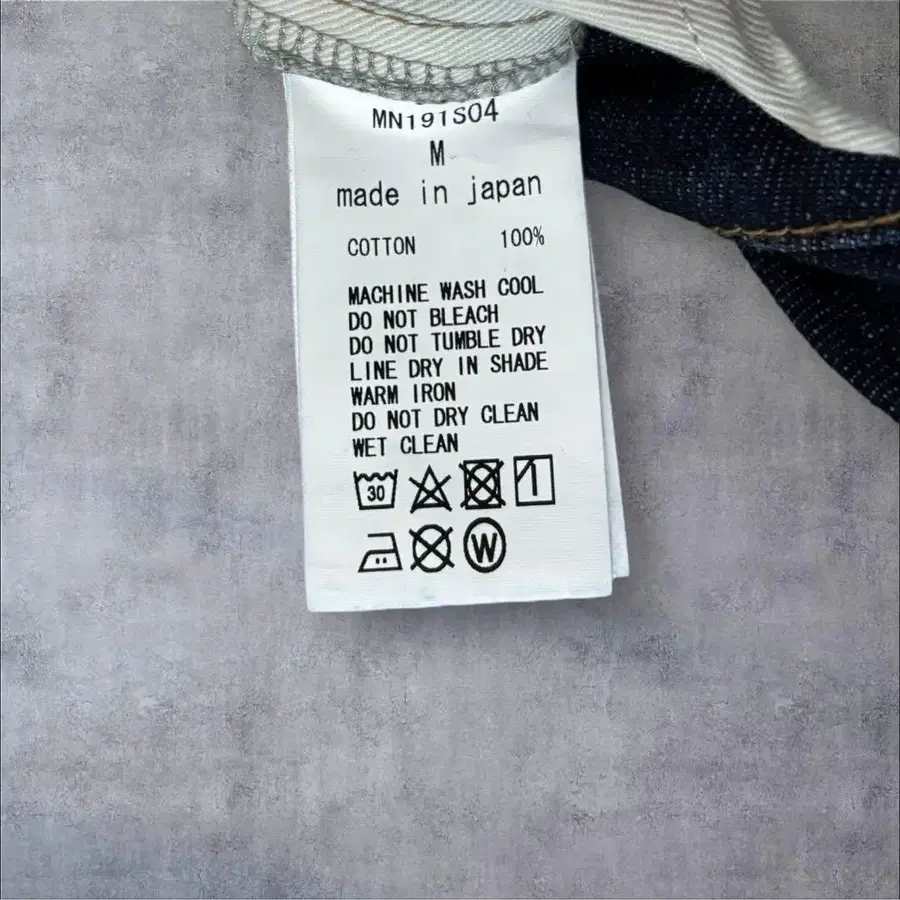 MN191S04
M
made in japan
COTTON 100%
MACHINE WASH COOL
DO NOT BLEACH
DO NOT TUMBLE DRY
LINE DRY IN SHADE
WARM IRON
DO NOT DRY CLEAN
WET CLEAN
30
W